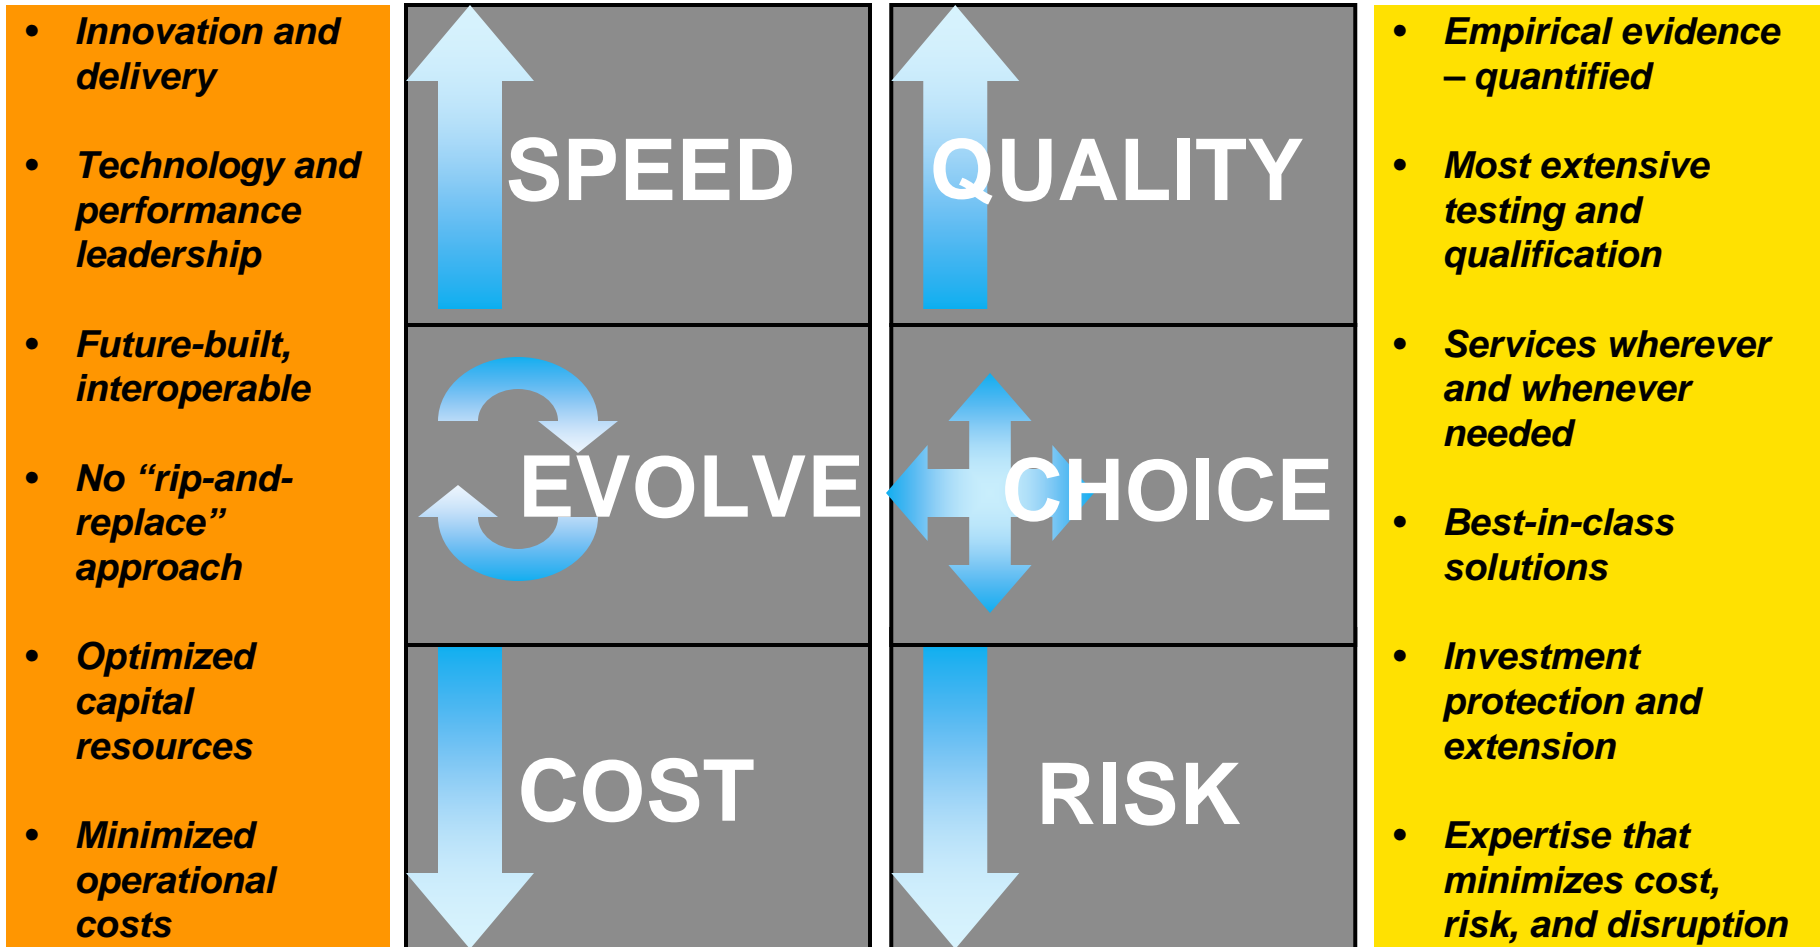 • Innovation and
delivery
• Technology and
performance
leadership
• Future-built,
interoperable
• No “rip-and-
replace”
approach
• Optimized
capital
resources
• Minimized
operational
costs
SPEED
EVOLVE
COST
QUALITY
CHOICE
RISK
• Empirical evidence
– quantified
• Most extensive
testing and
qualification
• Services wherever
and whenever
needed
• Best-in-class
solutions
• Investment
protection and
extension
• Expertise that
minimizes cost,
risk, and disruption